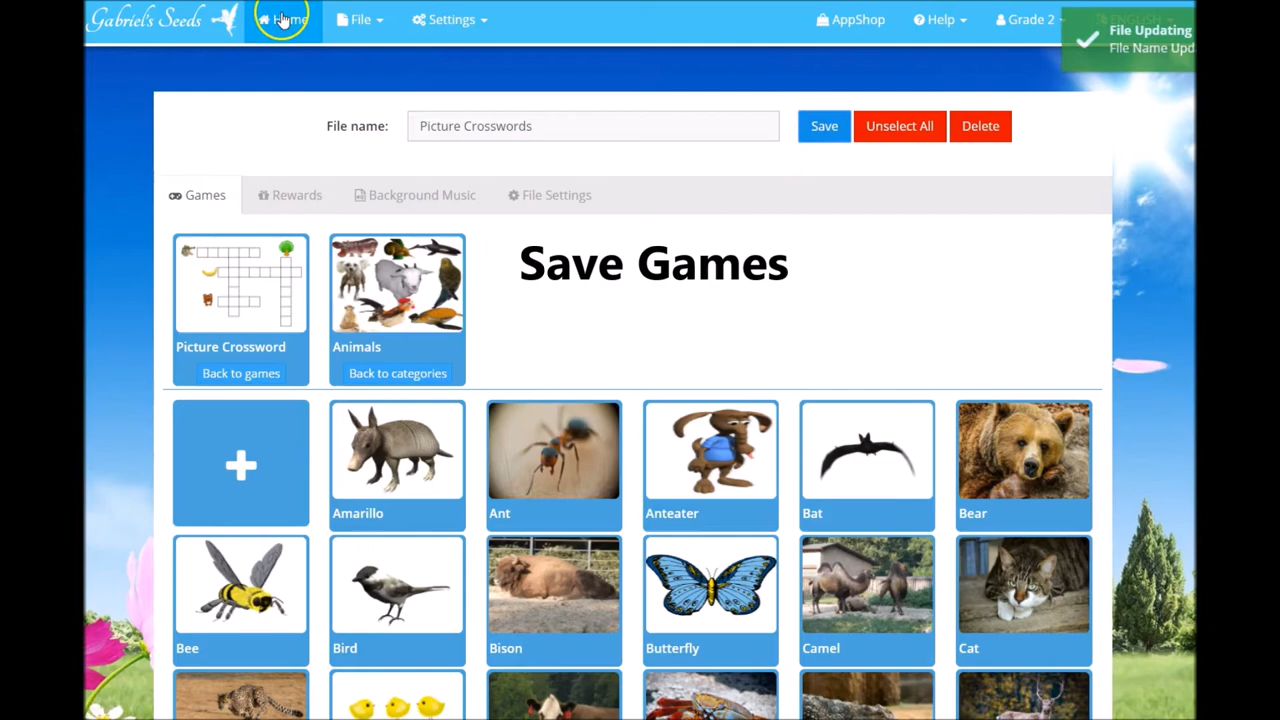 Gabriel's Seeds
Home
File
Settings
AppShop
Help
Grade 2
ENGLISH
File Updating
File Name Upd
File name:
Picture Crosswords
Save
Unselect All
Delete
Games
Rewards
Background Music
File Settings
Save Games
Picture Crossword
Back to games
Animals
Back to categories
Amarillo
Ant
Anteater
Bat
Bear
Bee
Bird
Bison
Butterfly
Camel
Cat